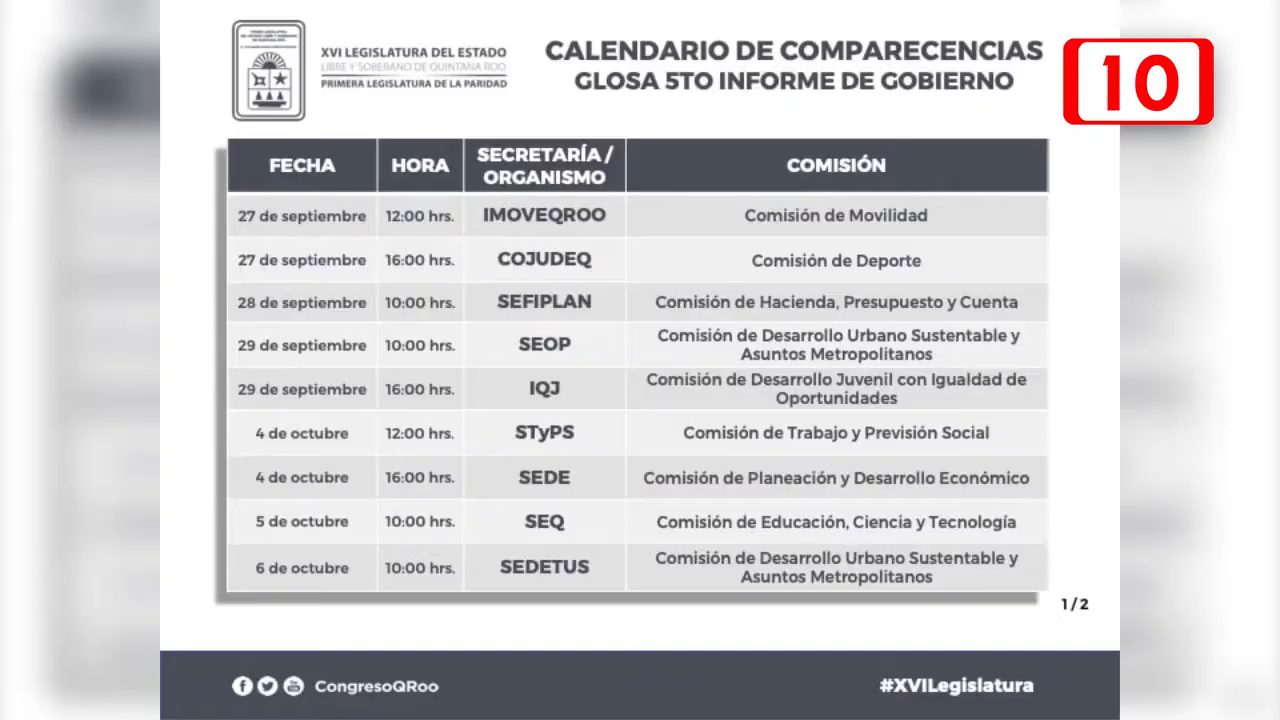 XVI LEGISLATURA DEL ESTADO
LIBRE Y SOBERANO DE QUINTANA ROO
PRIMERA LEGISLATURA DE LA PARIDAD
CALENDARIO DE COMPARECENCIAS
GLOSA 5TO INFORME DE GOBIERNO
10
FECHA HORA SECRETARÍA / ORGANISMO COMISIÓN
27 de septiembre 12:00 hrs. IMOVEQROO Comisión de Movilidad
27 de septiembre 16:00 hrs. COJUDEQ Comisión de Deporte
28 de septiembre 10:00 hrs. SEFIPLAN Comisión de Hacienda, Presupuesto y Cuenta
29 de septiembre 10:00 hrs. SEOP Comisión de Desarrollo Urbano Sustentable y
Asuntos Metropolitanos
29 de septiembre 16:00 hrs. IQJ Comisión de Desarrollo Juvenil con Igualdad de
Oportunidades
4 de octubre 12:00 hrs. STyPS Comisión de Trabajo y Previsión Social
4 de octubre 16:00 hrs. SEDE Comisión de Planeación y Desarrollo Económico
5 de octubre 10:00 hrs. SEQ Comisión de Educación, Ciencia y Tecnología
6 de octubre 10:00 hrs. SEDETUS Comisión de Desarrollo Urbano Sustentable y
Asuntos Metropolitanos
1 / 2
CongresoQRoo
#XVILegislatura